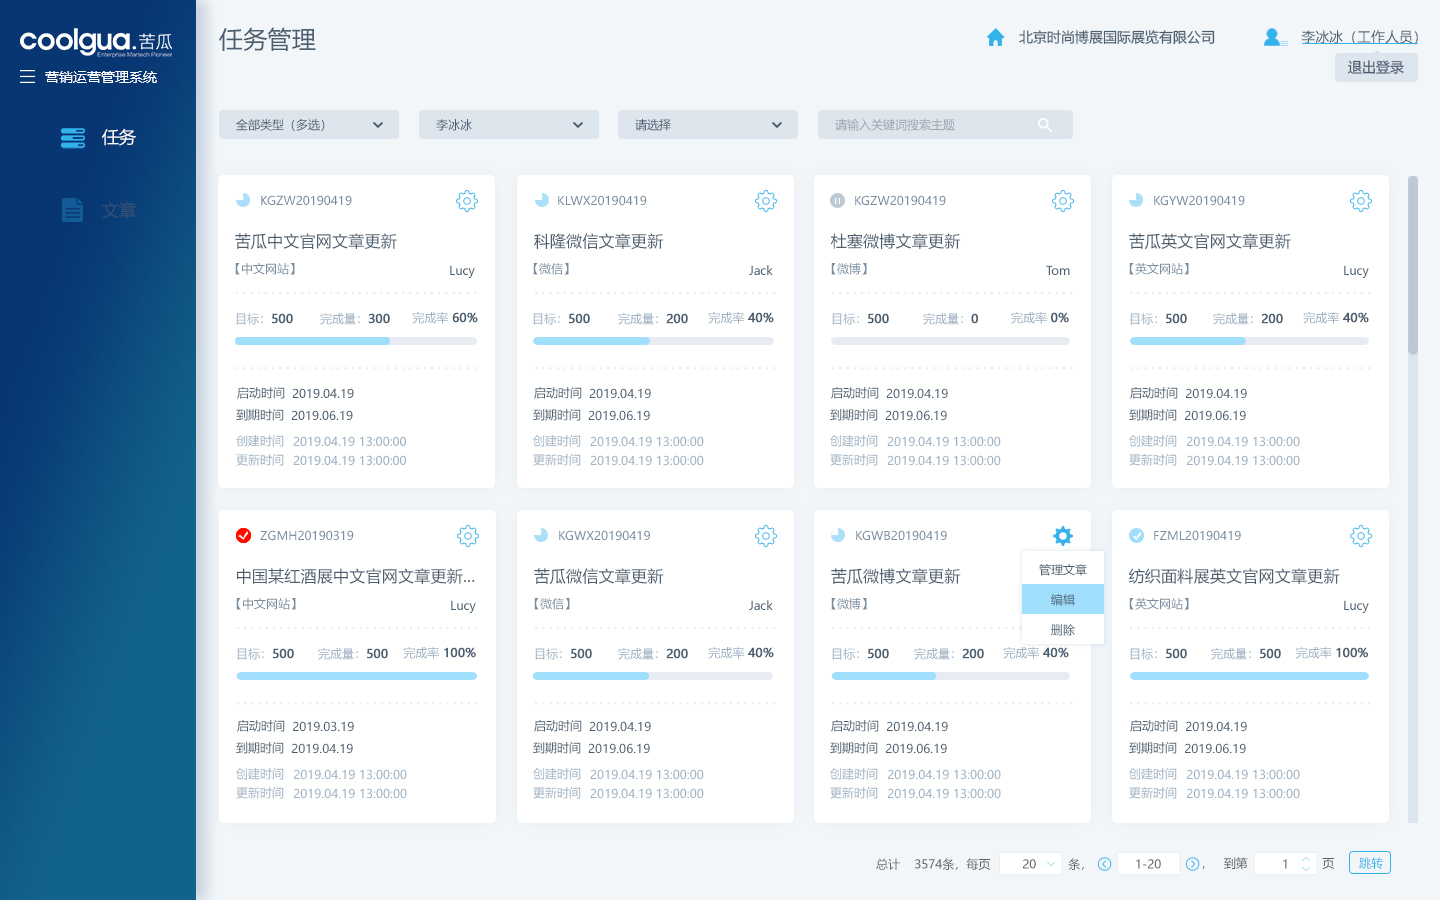 coolgua.苦瓜
Enterprise Martech Pioneer
营销运营管理系统
任务
文章
任务管理
北京时尚博展国际展览有限公司
李冰冰（工作人员）
退出登录
全部类型（多选）
李冰冰
请选择
请输入关键词搜索主题
KGZW20190419
苦瓜中文官网文章更新
【中文网站】 Lucy
目标：500 完成量：300 完成率 60%
启动时间 2019.04.19
到期时间 2019.06.19
创建时间 2019.04.19 13:00:00
更新时间 2019.04.19 13:00:00
KLWX20190419
科隆微信文章更新
【微信】 Jack
目标：500 完成量：200 完成率 40%
启动时间 2019.04.19
到期时间 2019.06.19
创建时间 2019.04.19 13:00:00
更新时间 2019.04.19 13:00:00
KGZW20190419
杜塞微博文章更新
【微博】 Tom
目标：500 完成量：0 完成率 0%
启动时间 2019.04.19
到期时间 2019.06.19
创建时间 2019.04.19 13:00:00
更新时间 2019.04.19 13:00:00
KGYW20190419
苦瓜英文官网文章更新
【英文网站】 Lucy
目标：500 完成量：200 完成率 40%
启动时间 2019.04.19
到期时间 2019.06.19
创建时间 2019.04.19 13:00:00
更新时间 2019.04.19 13:00:00
ZGMH20190319
中国某红酒展中文官网文章更新...
【中文网站】 Lucy
目标：500 完成量：500 完成率 100%
启动时间 2019.03.19
到期时间 2019.04.19
创建时间 2019.04.19 13:00:00
更新时间 2019.04.19 13:00:00
KGWX20190419
苦瓜微信文章更新
【微信】 Jack
目标：500 完成量：200 完成率 40%
启动时间 2019.04.19
到期时间 2019.06.19
创建时间 2019.04.19 13:00:00
更新时间 2019.04.19 13:00:00
KGWB20190419
苦瓜微博文章更新
【微博】
管理文章
编辑
删除
目标：500 完成量：200 完成率 40%
启动时间 2019.04.19
到期时间 2019.06.19
创建时间 2019.04.19 13:00:00
更新时间 2019.04.19 13:00:00
FZML20190419
纺织面料展英文官网文章更新
【英文网站】 Lucy
目标：500 完成量：500 完成率 100%
启动时间 2019.04.19
到期时间 2019.06.19
创建时间 2019.04.19 13:00:00
更新时间 2019.04.19 13:00:00
总计 3574条，每页 20 条， 1-20 ， 到第 1 页 跳转